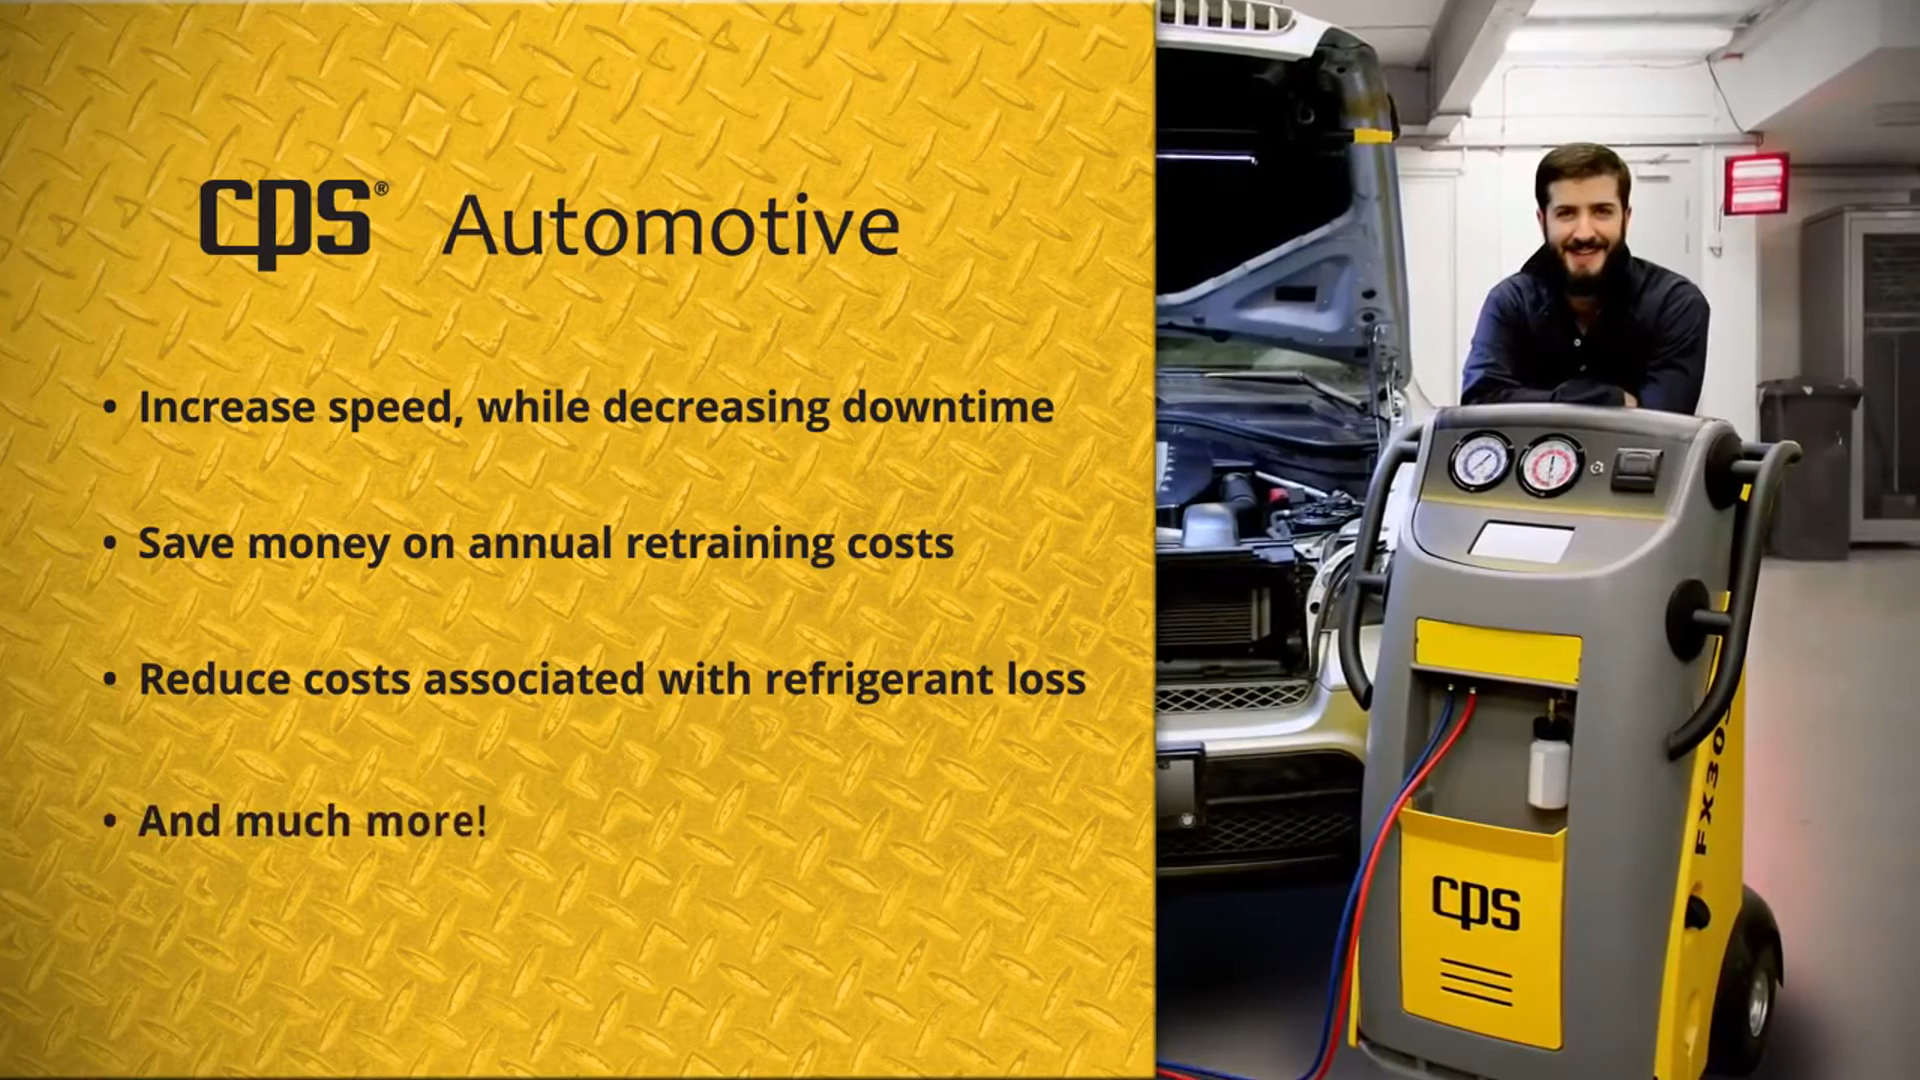 cps® Automotive
• Increase speed, while decreasing downtime
• Save money on annual retraining costs
• Reduce costs associated with refrigerant loss
• And much more!
cps